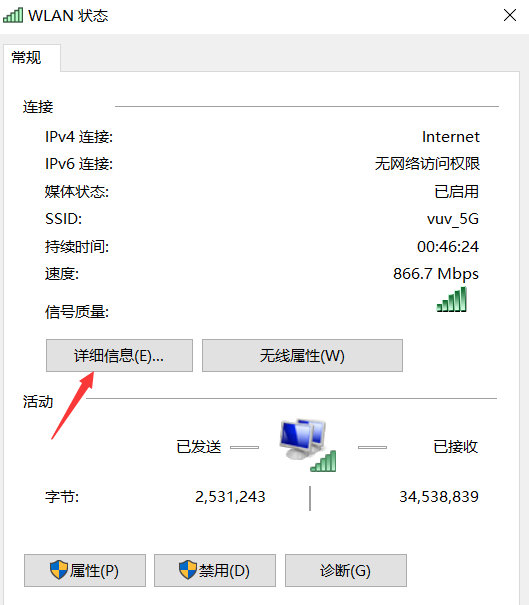 WLAN 状态
常规
连接
IPv4 连接: Internet
IPv6 连接: 无网络访问权限
媒体状态: 已启用
SSID: vuv_5G
持续时间: 00:46:24
速度: 866.7 Mbps
信号质量:
详细信息(E)... 无线属性(W)
活动
已发送 已接收
字节: 2,531,243 34,538,839
属性(P) 禁用(D) 诊断(G)